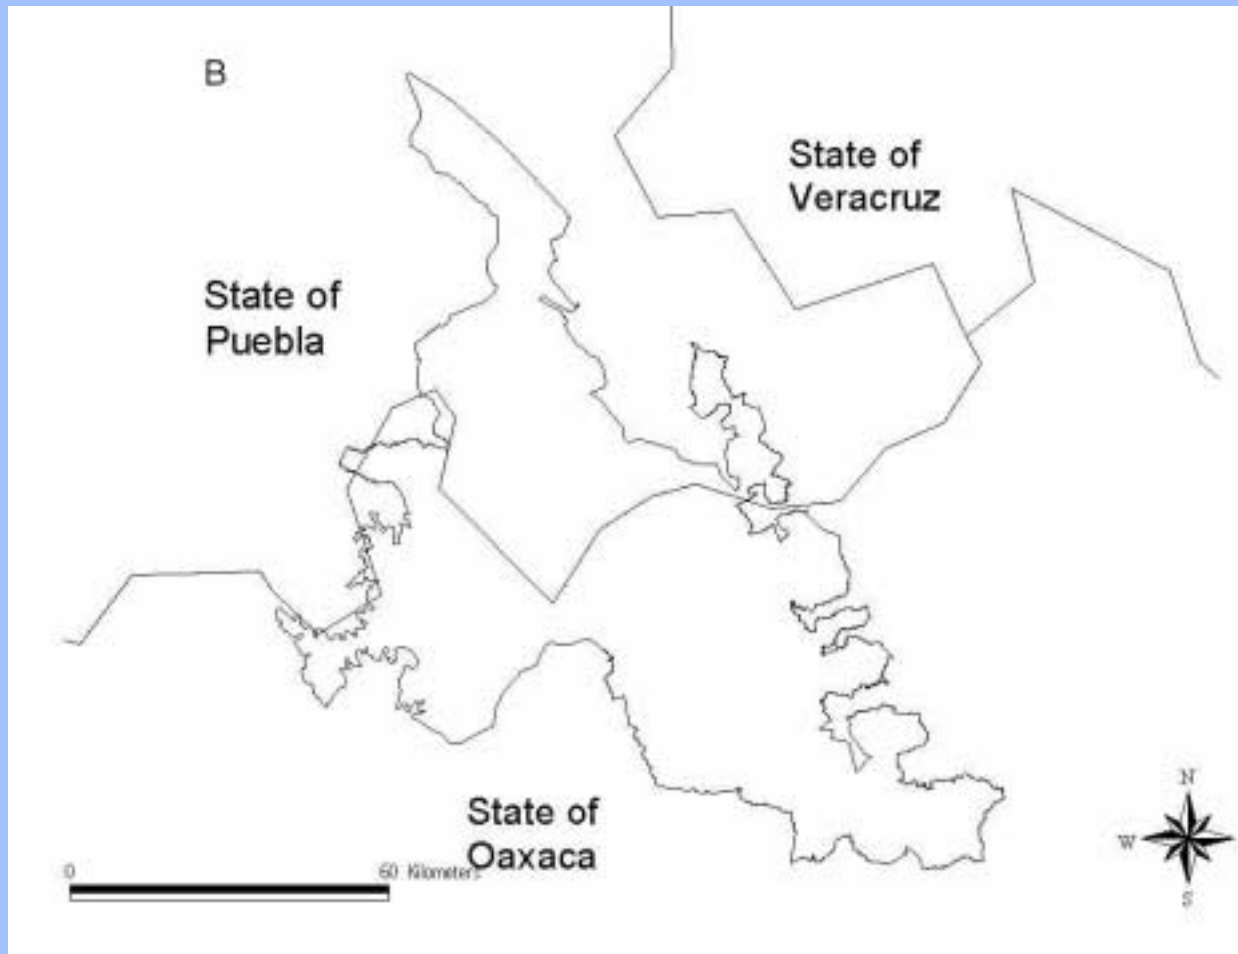 B
State of
Veracruz
State of
Puebla
State of
Oaxaca
0 60 Kilometers
N
W
S